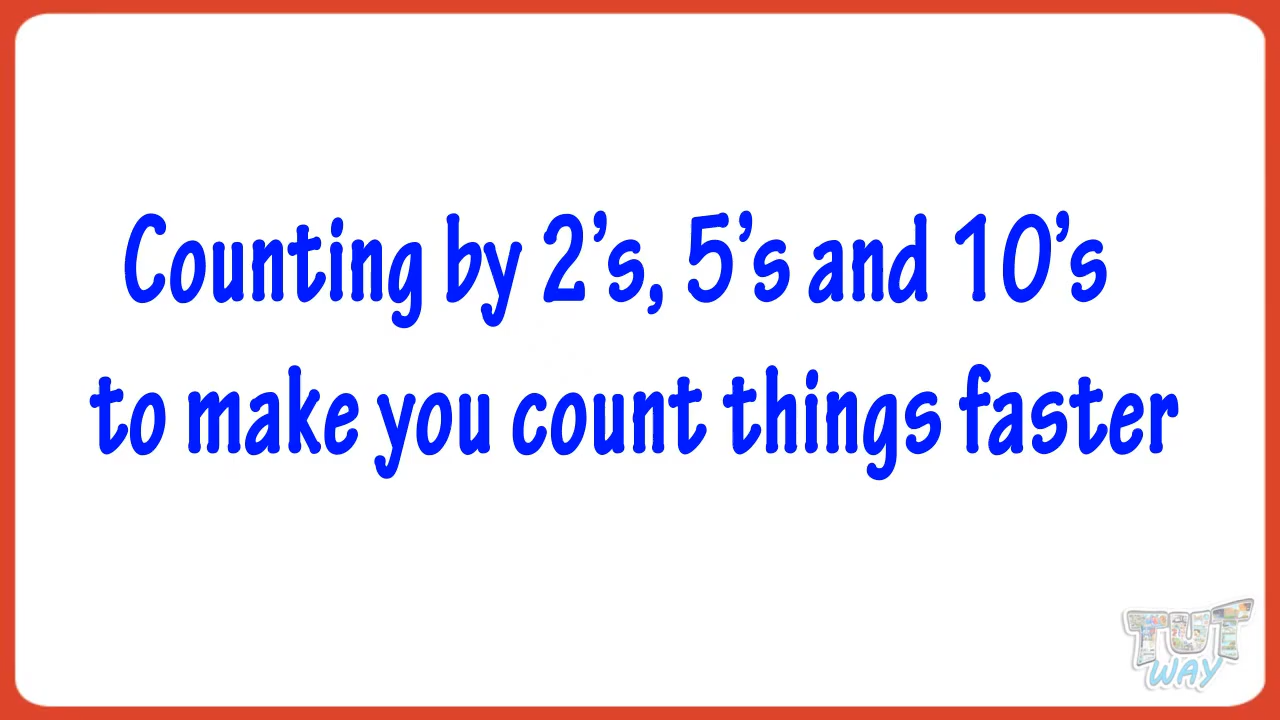 Counting by 2’s, 5’s and 10’s
to make you count things faster
TUT
WAY